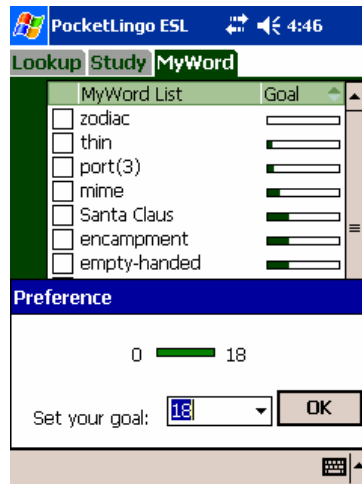 PocketLingo ESL 4:46
Lookup Study MyWord
MyWord List Goal
zodiac
thin
port(3)
mime
Santa Claus
encampment
empty-handed
Preference
0 18
Set your goal: 18 OK